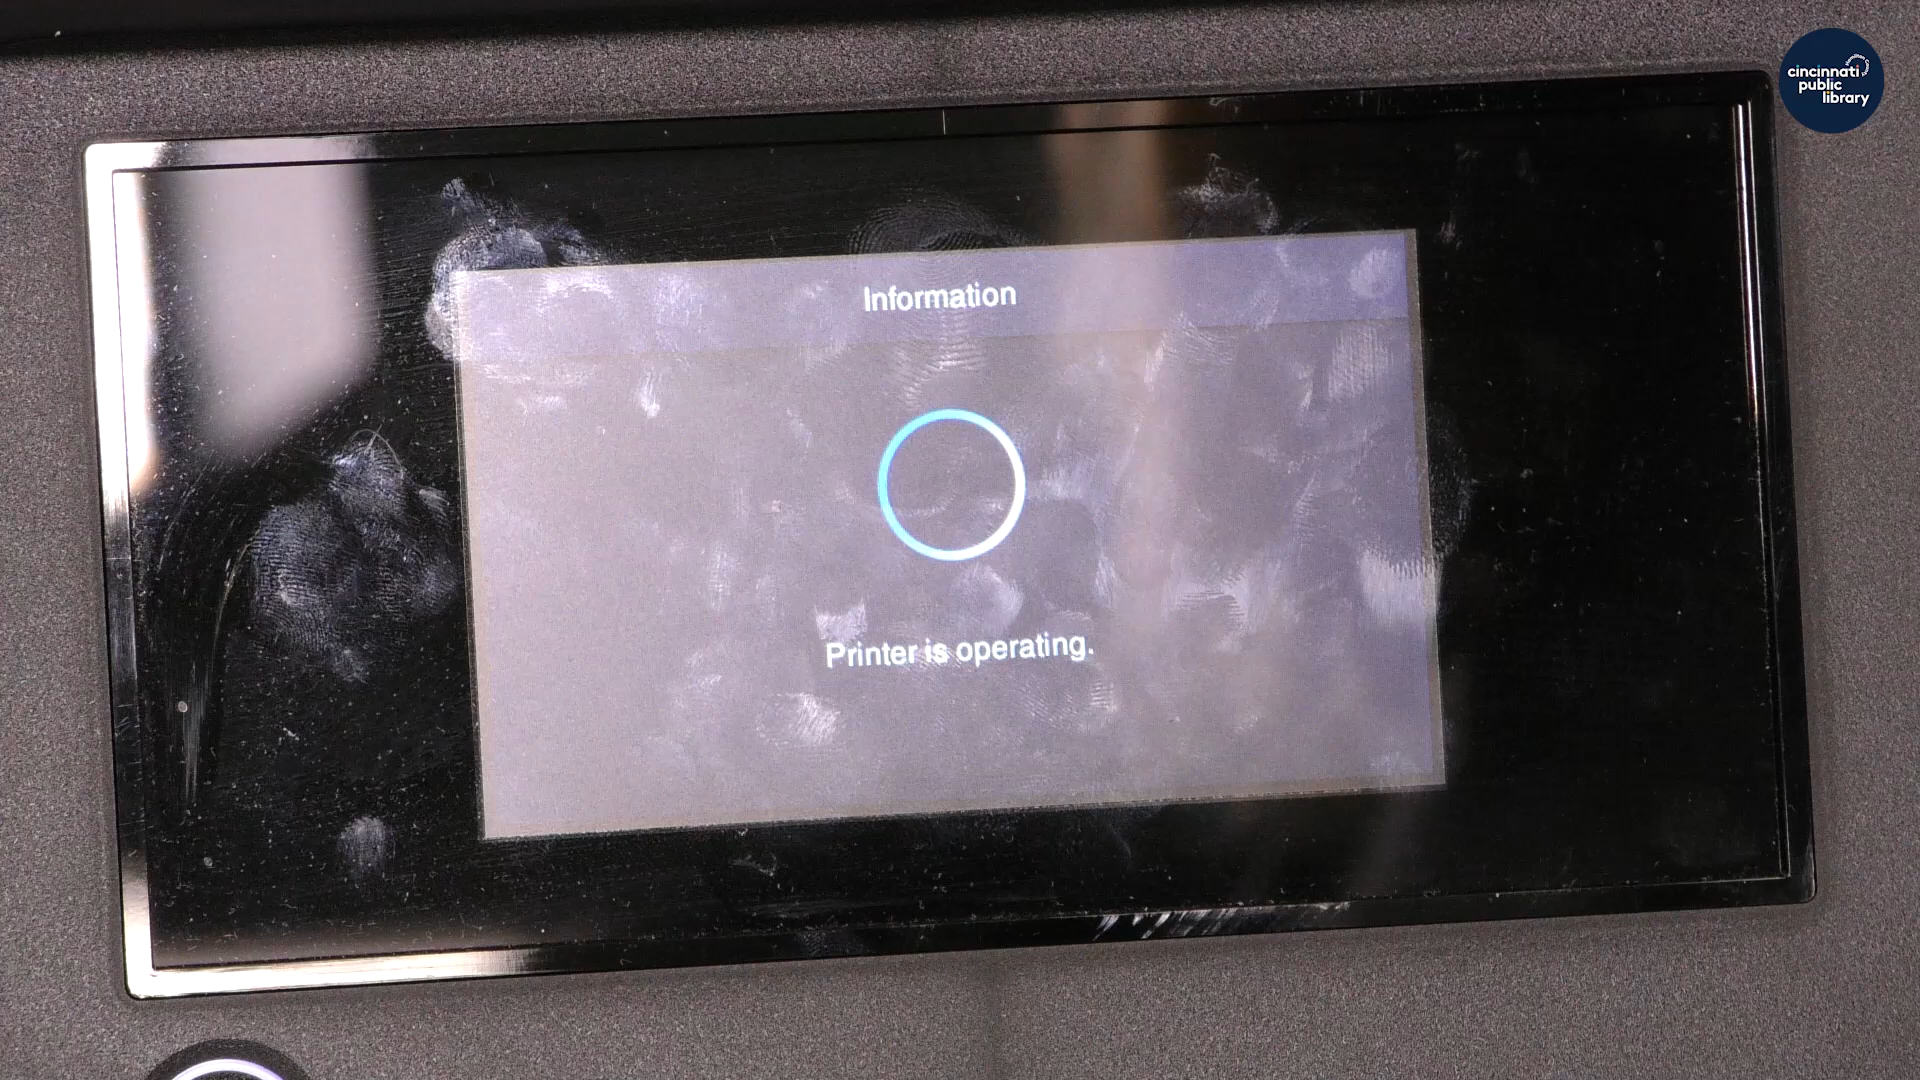 cincinnati
public
library
Information
Printer is operating.